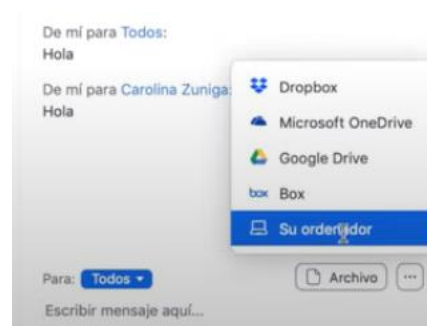 De mí para Todos:
Hola
De mí para Carolina Zuniga:
Hola
Dropbox
Microsoft OneDrive
Google Drive
box Box
Su ordenador
Para: Todos
Archivo
Escribir mensaje aquí...